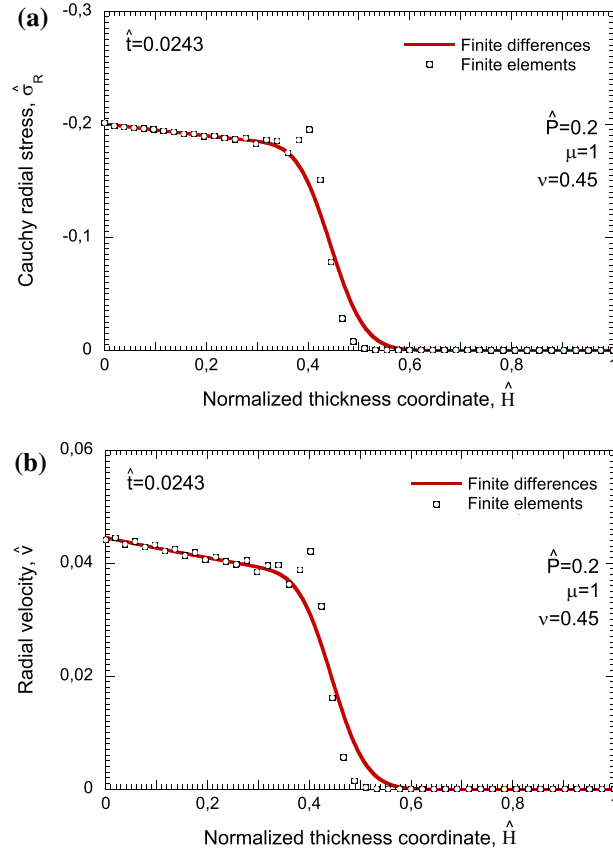 (a)
-0,3
-0,2
-0,1
0
Cauchy radial stress, σ̂_R
t̂=0.0243
Finite differences
Finite elements
P̂=0.2
μ=1
ν=0.45
0 0,2 0,4 0,6 0,8 1
Normalized thickness coordinate, Ĥ
(b)
0,06
0,04
0,02
0
Radial velocity, v̂
t̂=0.0243
Finite differences
Finite elements
P̂=0.2
μ=1
ν=0.45
0 0,2 0,4 0,6 0,8 1
Normalized thickness coordinate, Ĥ